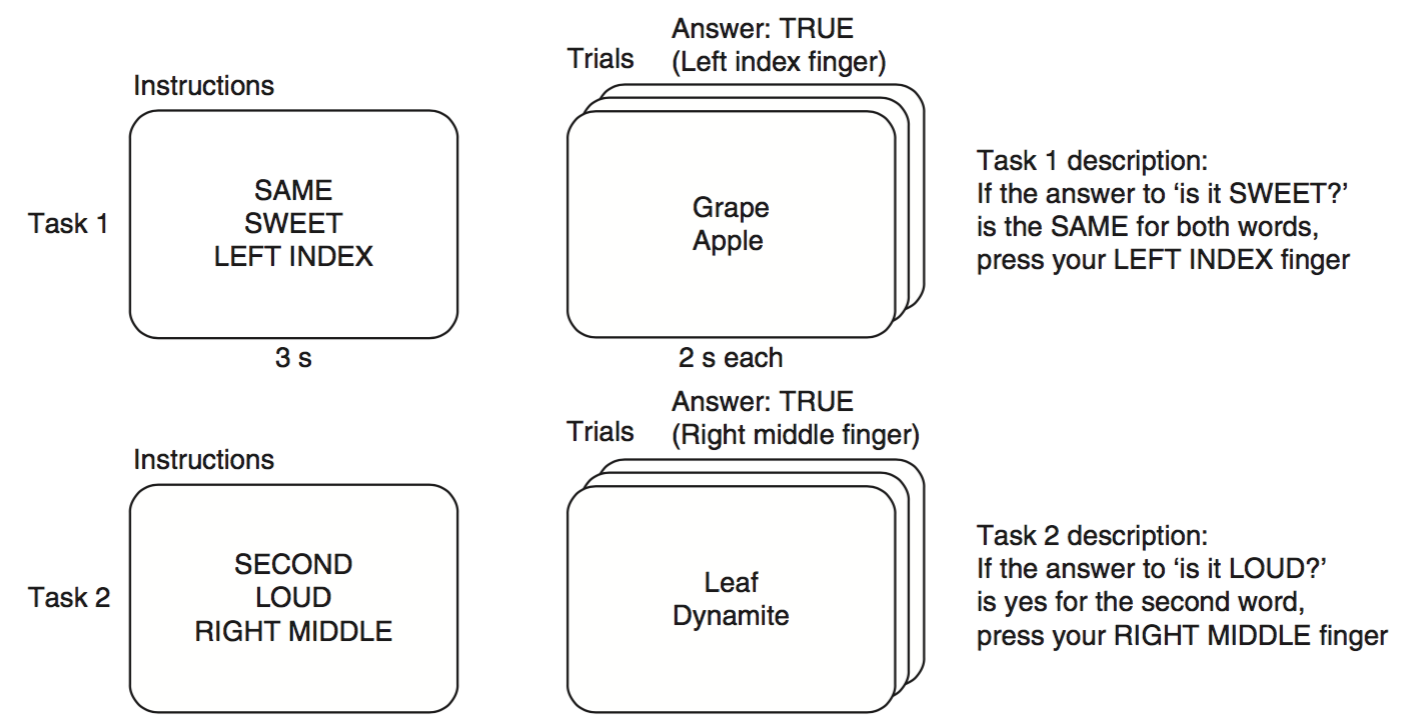 Instructions
Trials
Answer: TRUE
(Left index finger)
Task 1
SAME
SWEET
LEFT INDEX
Grape
Apple
Task 1 description:
If the answer to ‘is it SWEET?’
is the SAME for both words,
press your LEFT INDEX finger
3 s
2 s each
Instructions
Trials
Answer: TRUE
(Right middle finger)
Task 2
SECOND
LOUD
RIGHT MIDDLE
Leaf
Dynamite
Task 2 description:
If the answer to ‘is it LOUD?’
is yes for the second word,
press your RIGHT MIDDLE finger